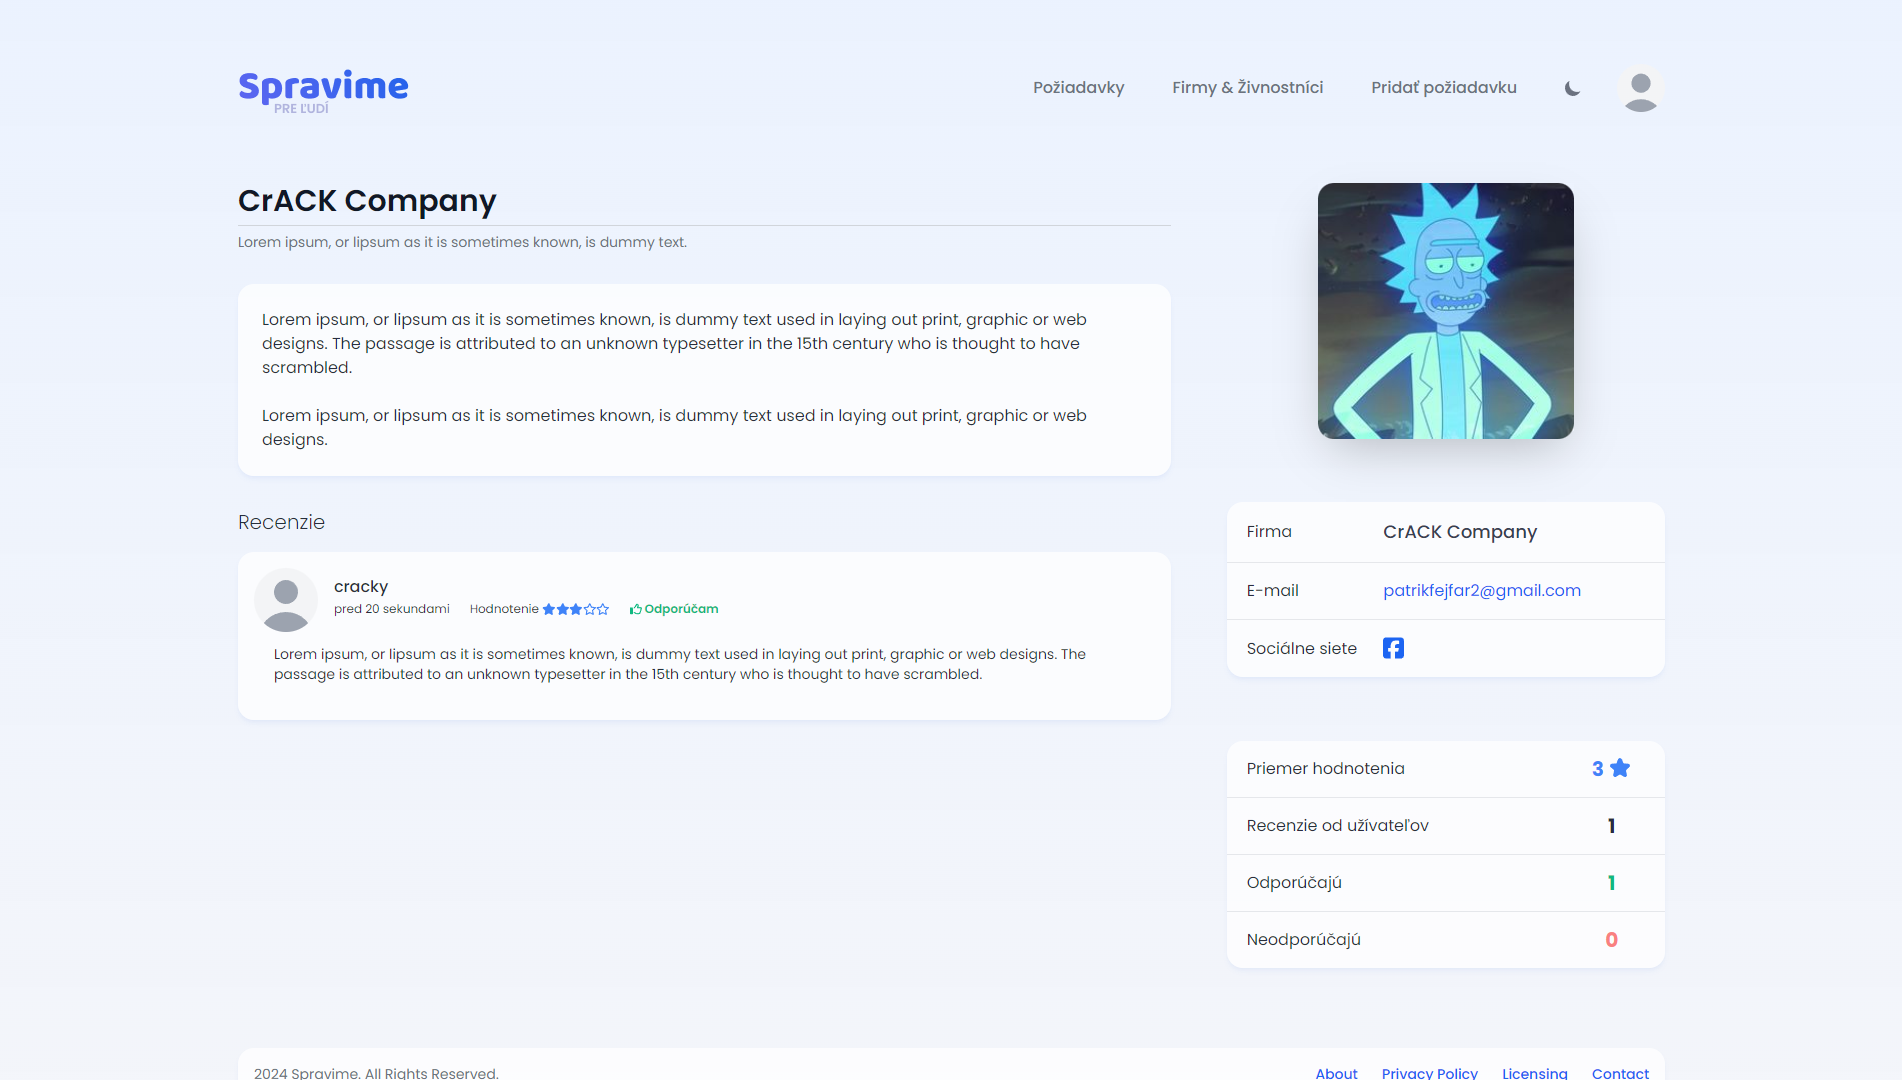 Spravime
PRE ĽUDÍ
Požiadavky
Firmy & Živnostníci
Pridať požiadavku
CrACK Company
Lorem ipsum, or lipsum as it is sometimes known, is dummy text.
Lorem ipsum, or lipsum as it is sometimes known, is dummy text used in laying out print, graphic or web
designs. The passage is attributed to an unknown typesetter in the 15th century who is thought to have
scrambled.
Lorem ipsum, or lipsum as it is sometimes known, is dummy text used in laying out print, graphic or web
designs.
Recenzie
cracky
pred 20 sekundami Hodnotenie Odporúčam
Lorem ipsum, or lipsum as it is sometimes known, is dummy text used in laying out print, graphic or web designs. The
passage is attributed to an unknown typesetter in the 15th century who is thought to have scrambled.
Firma CrACK Company
E-mail patrikfejfar2@gmail.com
Sociálne siete
Priemer hodnotenia 3
Recenzie od užívateľov 1
Odporúčajú 1
Neodporúčajú 0
2024 Spravime. All Rights Reserved.
About
Privacy Policy
Licensing
Contact